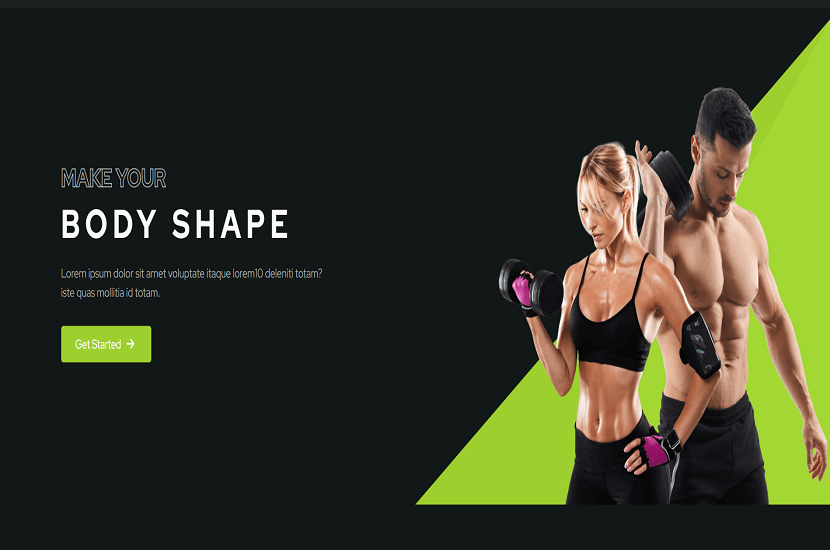 MAKE YOUR
BODY SHAPE
Lorem ipsum dolor sit amet voluptate itaque lorem10 deleniti totam?
iste quas mollitia id totam.
Get Started →